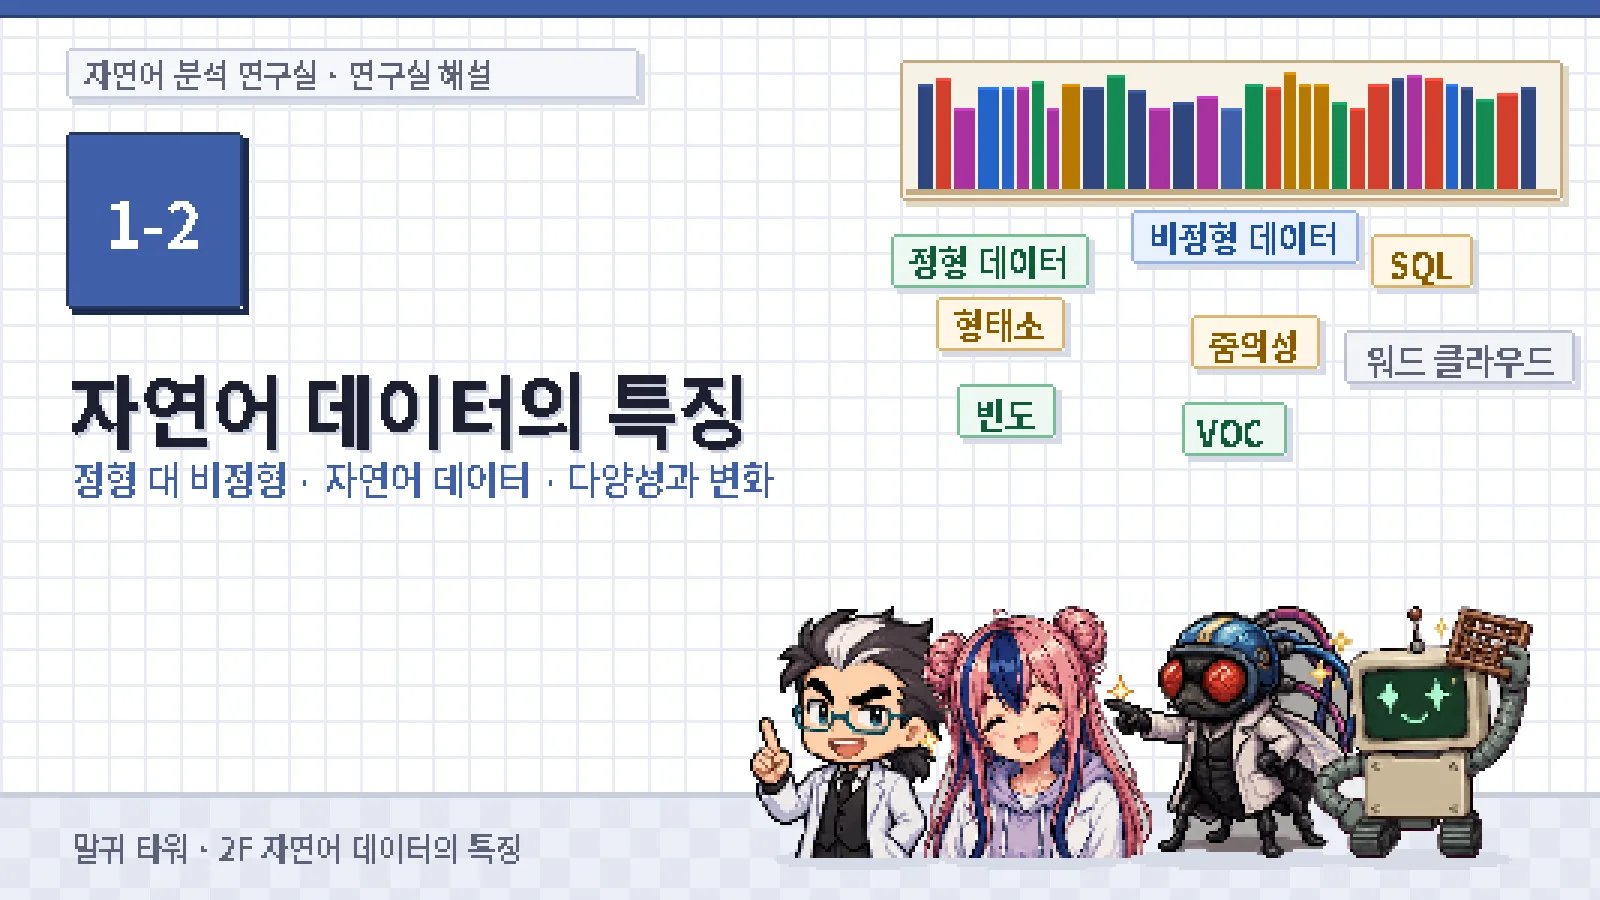 자연어 분석 연구실 · 연구실 해설
1-2
자연어 데이터의 특징
정형 대 비정형 · 자연어 데이터 · 다양성과 변화
정형 데이터
비정형 데이터
SQL
형태소
중의성
워드 클라우드
빈도
VOC
말귀 타워 · 2F 자연어 데이터의 특징